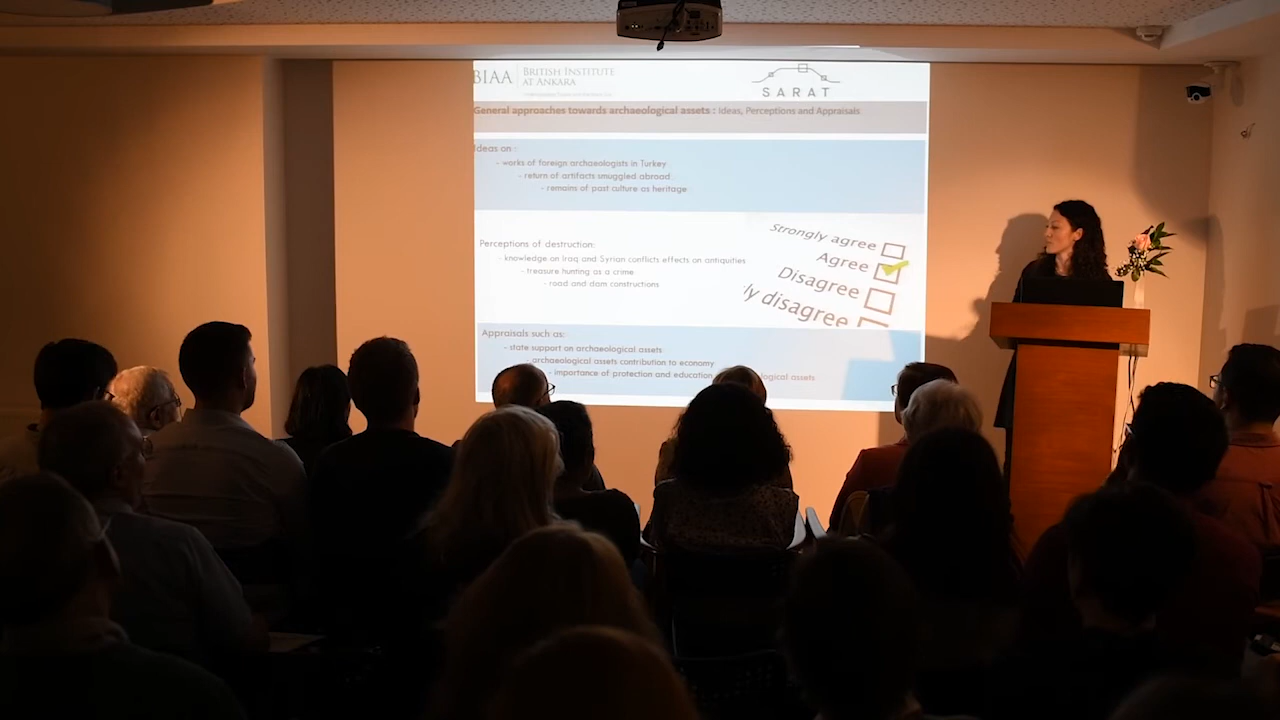 BIAA BRITISH INSTITUTE
AT ANKARA
SARAT
General approaches towards archaeological assets : Ideas, Perceptions and Appraisals
Ideas on :
- works of foreign archaeologists in Turkey
- return of artifacts smuggled abroad
- remains of past culture as heritage
Perceptions of destruction:
- knowledge on Iraq and Syrian conflicts effects on antiquities
- treasure hunting as a crime
- road and dam constructions
Strongly agree
Agree
Disagree
ly disagree
Appraisals such as:
- state support on archaeological assets
- archaeological assets contribution to economy
- importance of protection and education ological assets